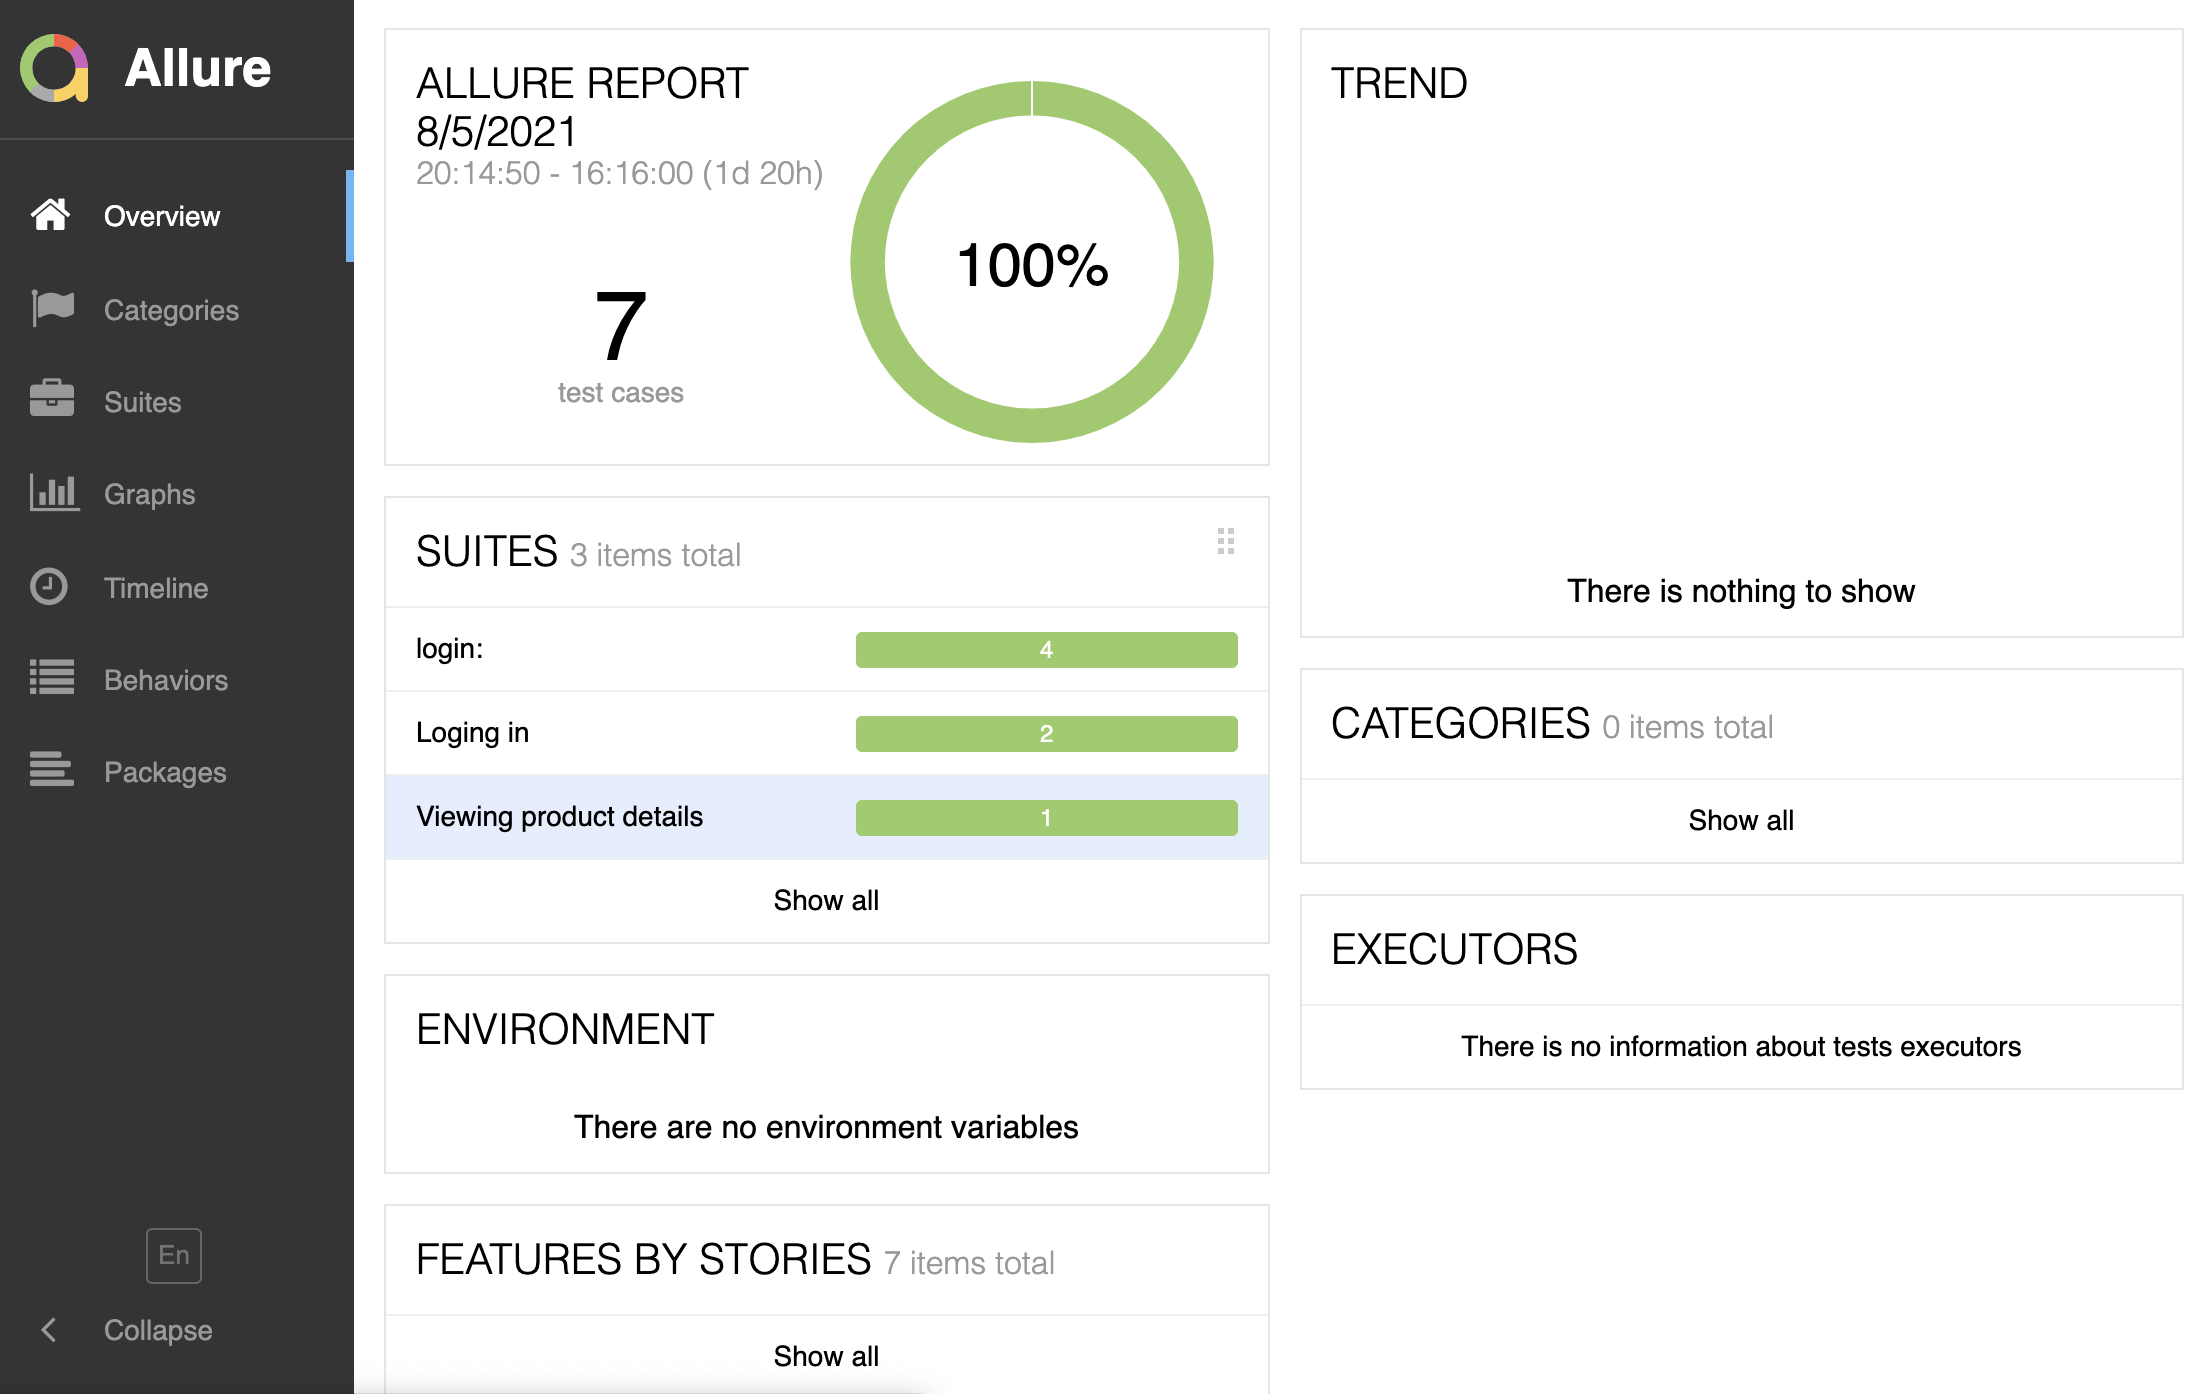 Allure
Overview
Categories
Suites
Graphs
Timeline
Behaviors
Packages
En
Collapse
ALLURE REPORT
8/5/2021
20:14:50 - 16:16:00 (1d 20h)
7
test cases
100%
SUITES 3 items total
login: 4
Loging in 2
Viewing product details 1
Show all
ENVIRONMENT
There are no environment variables
FEATURES BY STORIES 7 items total
Show all
TREND
There is nothing to show
CATEGORIES 0 items total
Show all
EXECUTORS
There is no information about tests executors